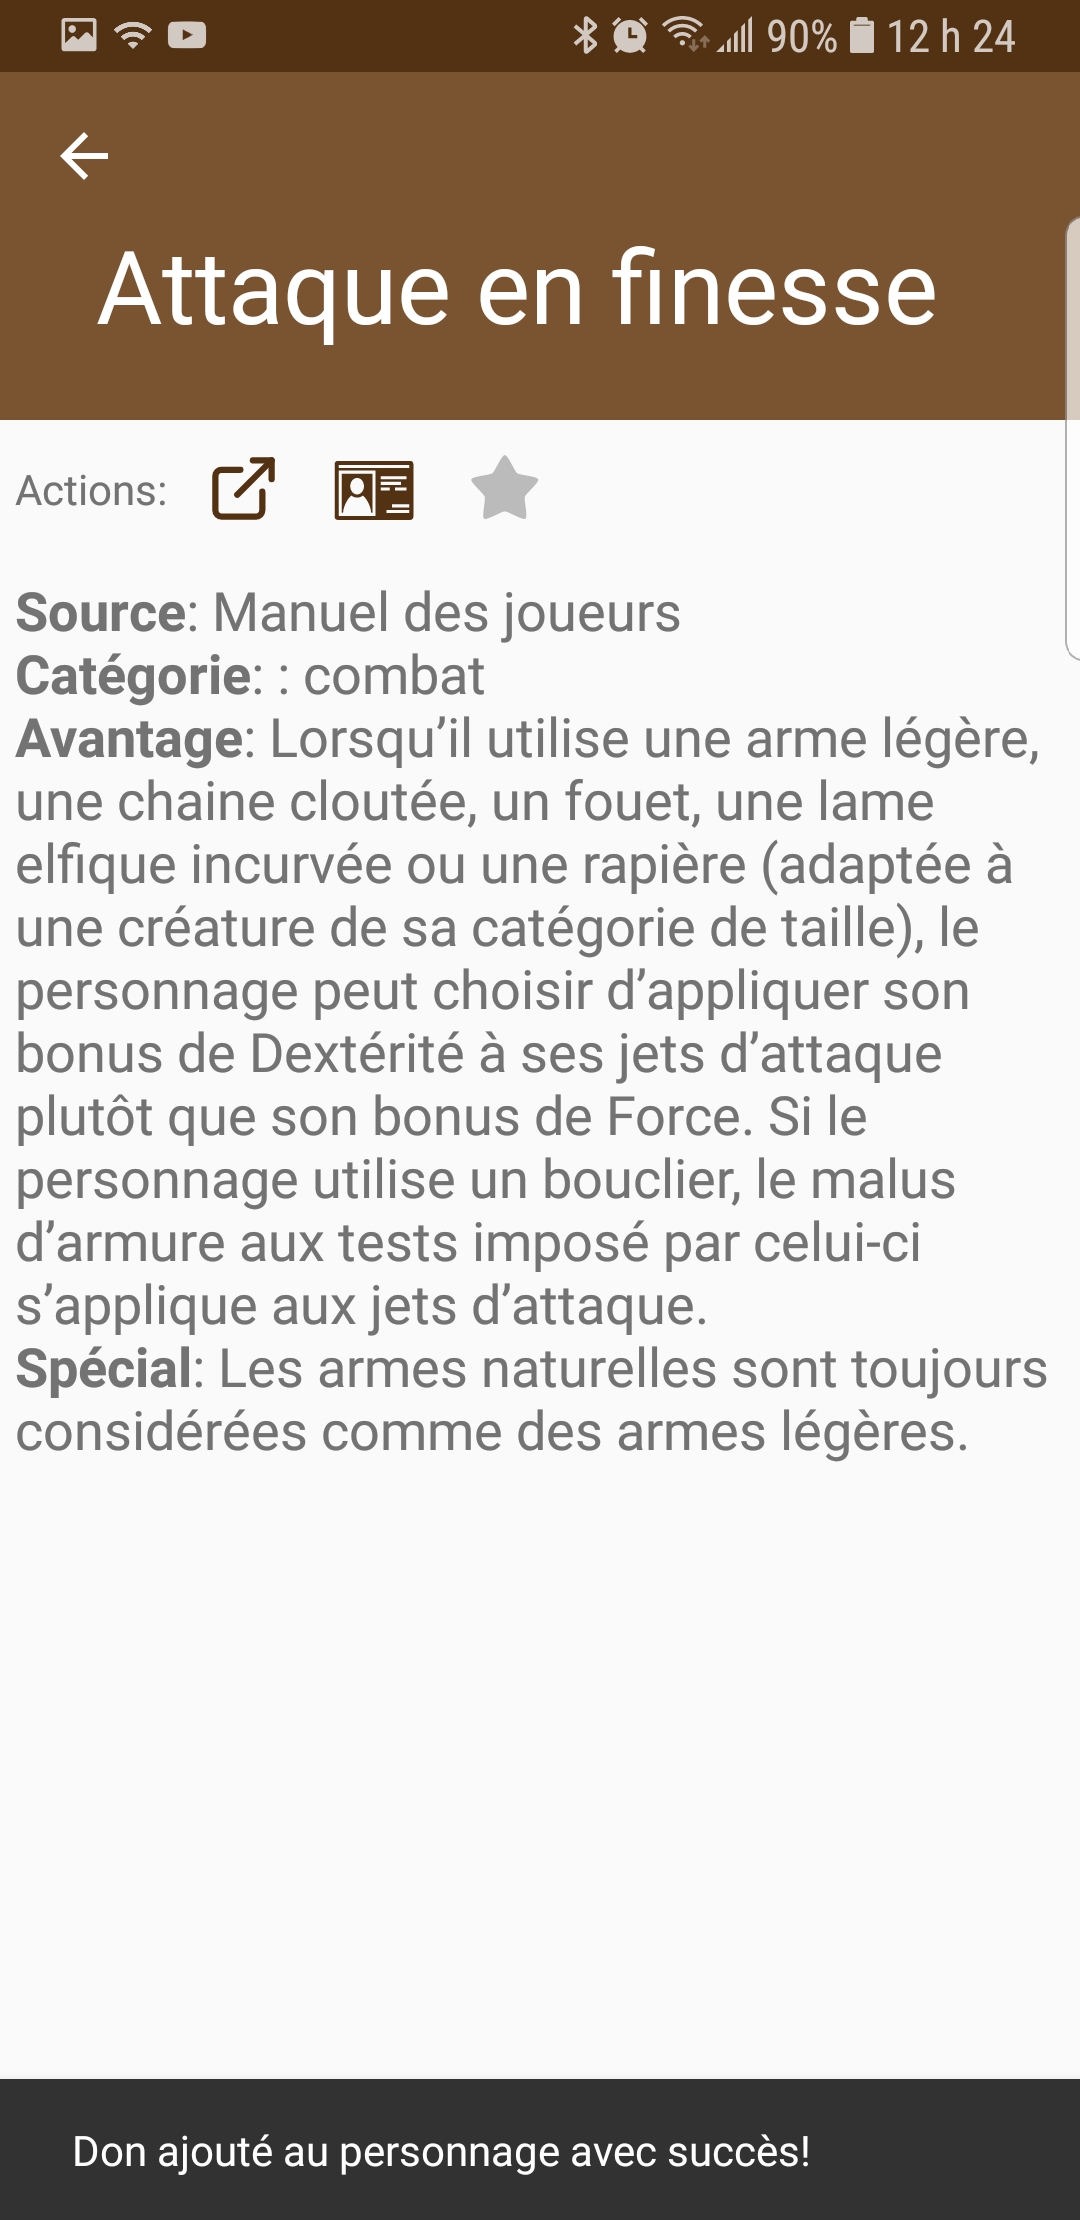 90% 12 h 24
Attaque en finesse
Actions:
Source: Manuel des joueurs
Catégorie: : combat
Avantage: Lorsqu’il utilise une arme légère,
une chaine cloutée, un fouet, une lame
elfique incurvée ou une rapière (adaptée à
une créature de sa catégorie de taille), le
personnage peut choisir d’appliquer son
bonus de Dextérité à ses jets d’attaque
plutôt que son bonus de Force. Si le
personnage utilise un bouclier, le malus
d’armure aux tests imposé par celui-ci
s’applique aux jets d’attaque.
Spécial: Les armes naturelles sont toujours
considérées comme des armes légères.
Don ajouté au personnage avec succès!